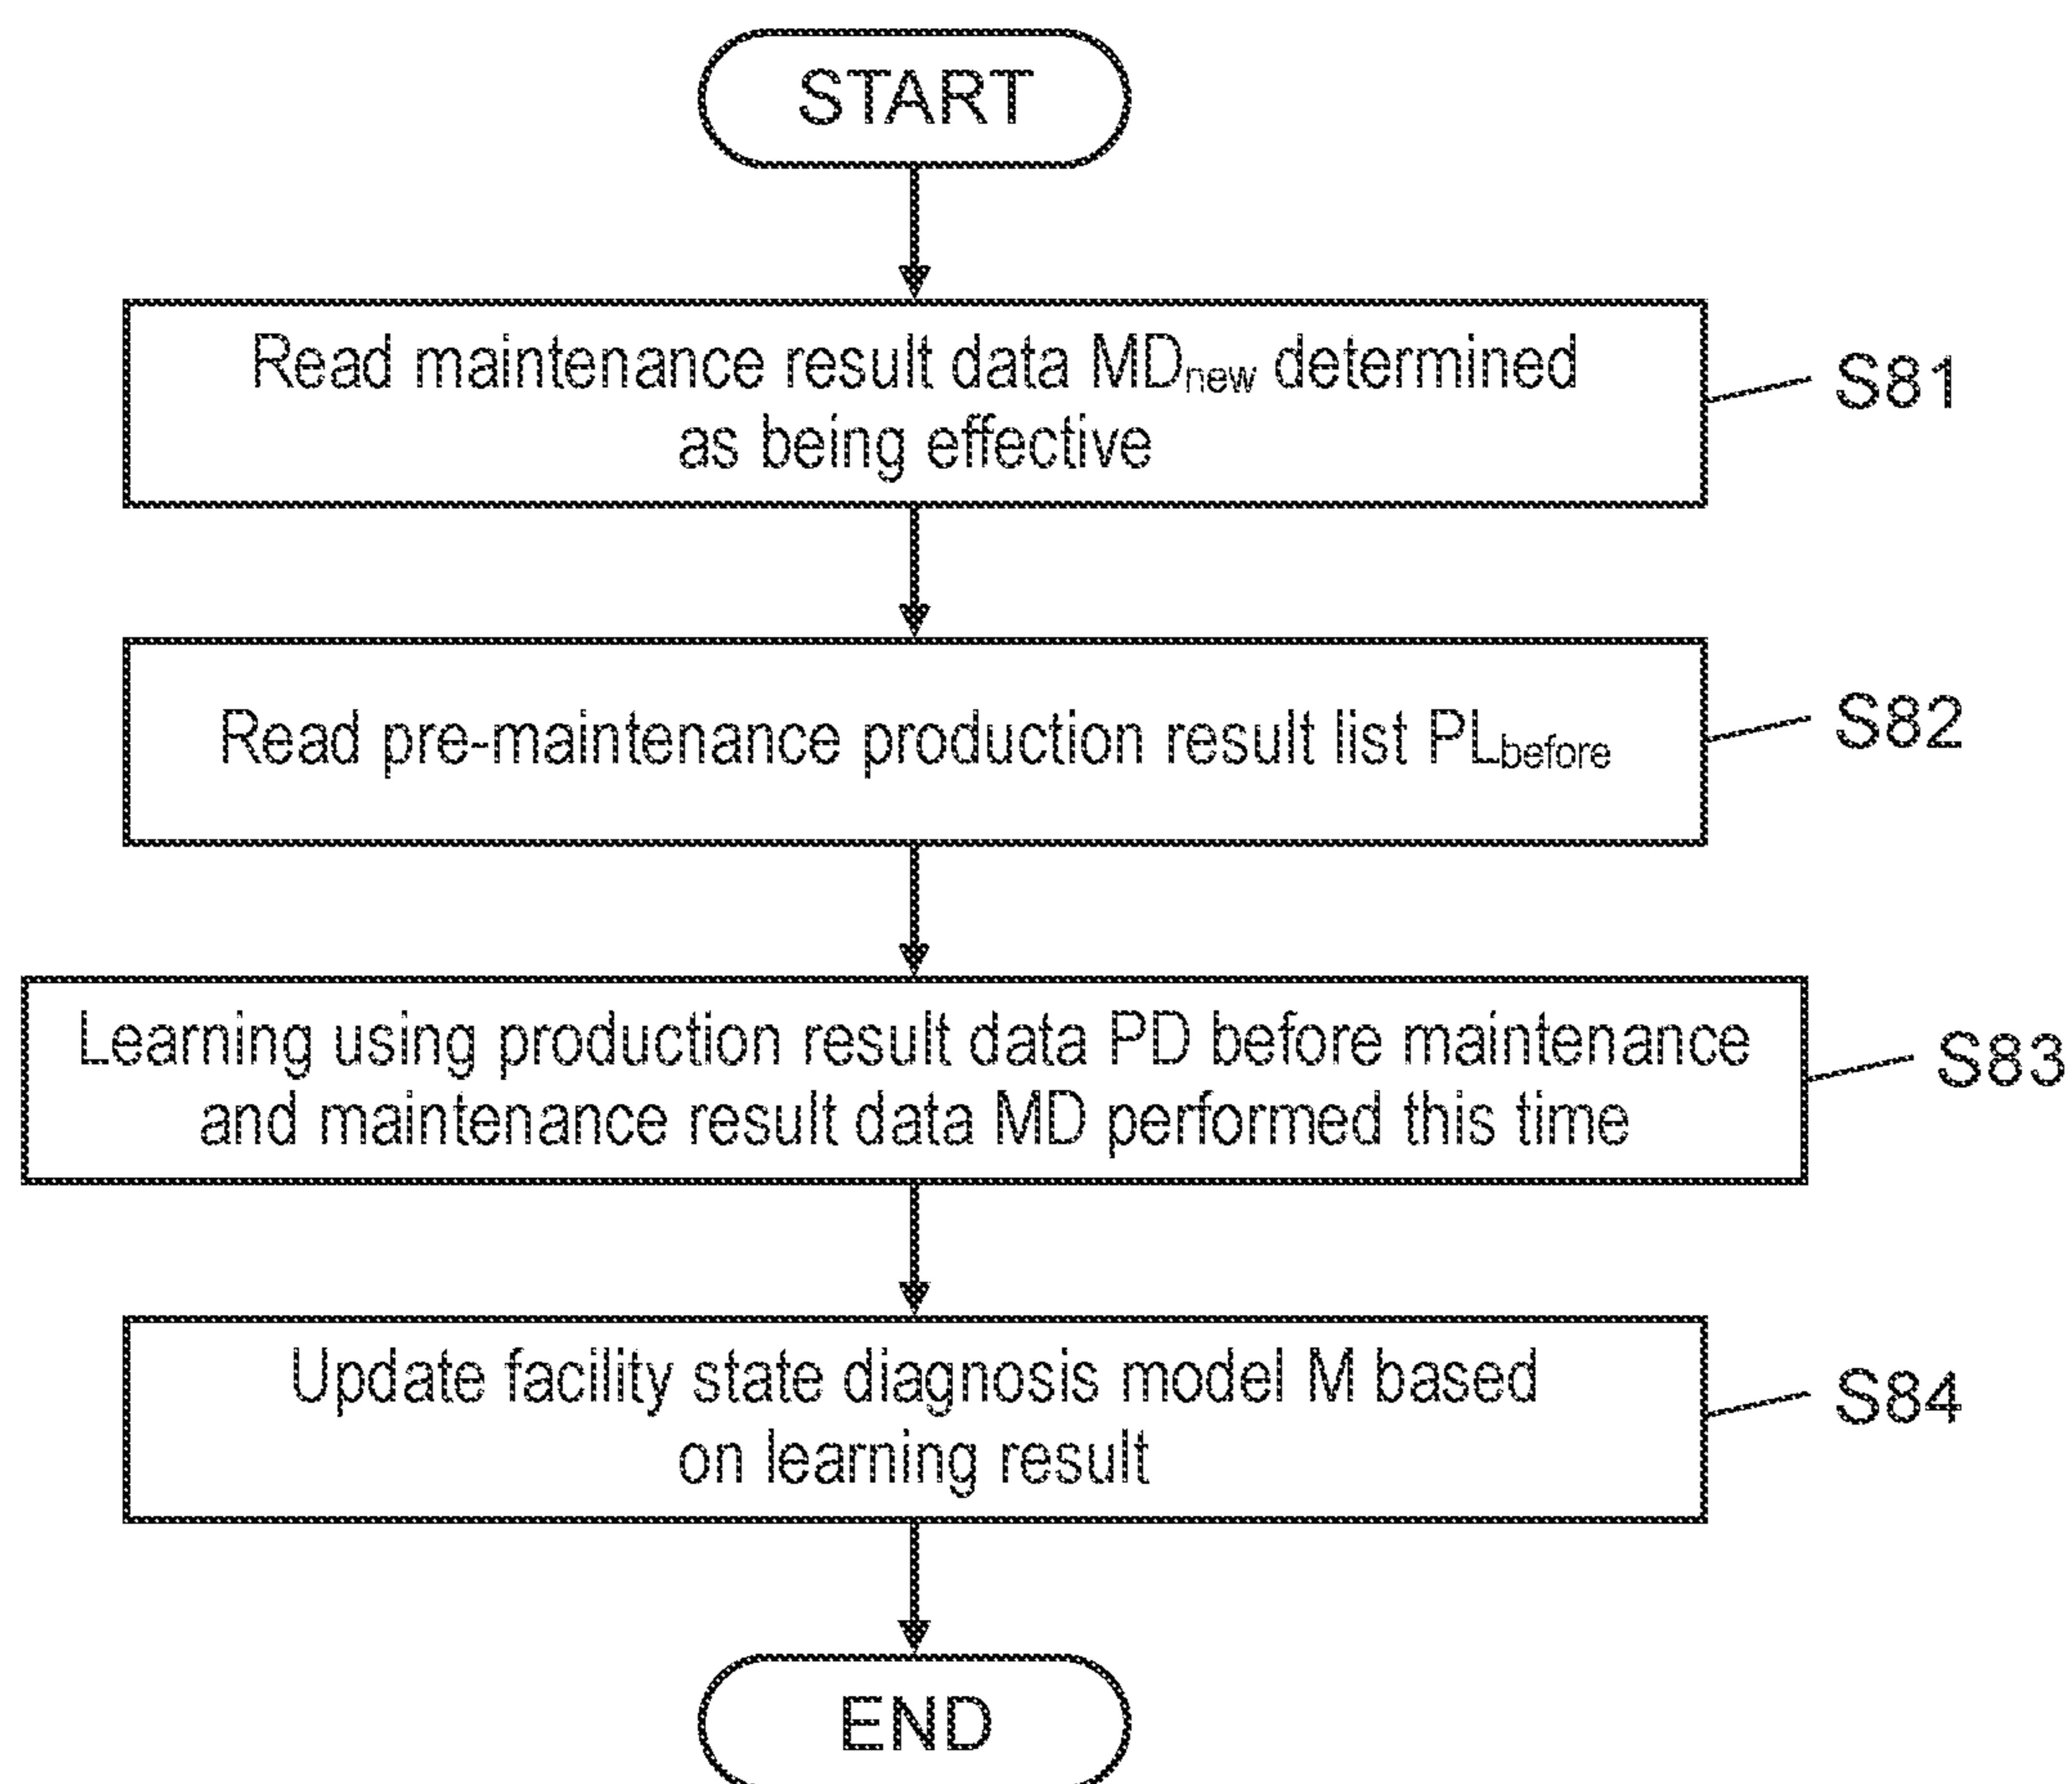 START
Read maintenance result data MDnew determined
as being effective
S81
Read pre-maintenance production result list PLbefore
S82
Learning using production result data PD before maintenance
and maintenance result data MD performed this time
S83
Update facility state diagnosis model M based
on learning result
S84
END